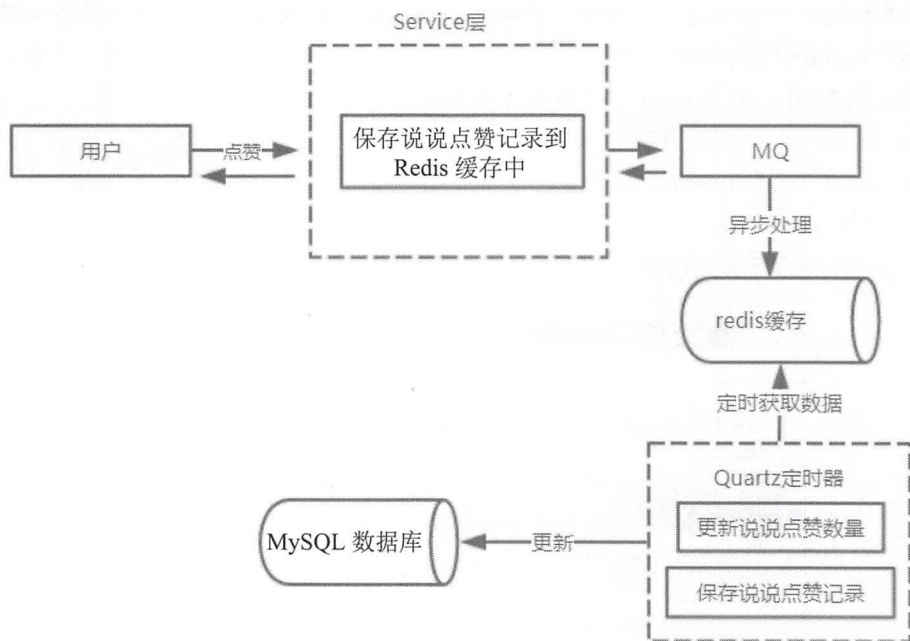 Service层
用户
点赞
保存说说点赞记录到
Redis 缓存中
MQ
异步处理
redis缓存
定时获取数据
Quartz定时器
更新说说点赞数量
保存说说点赞记录
更新
MySQL 数据库